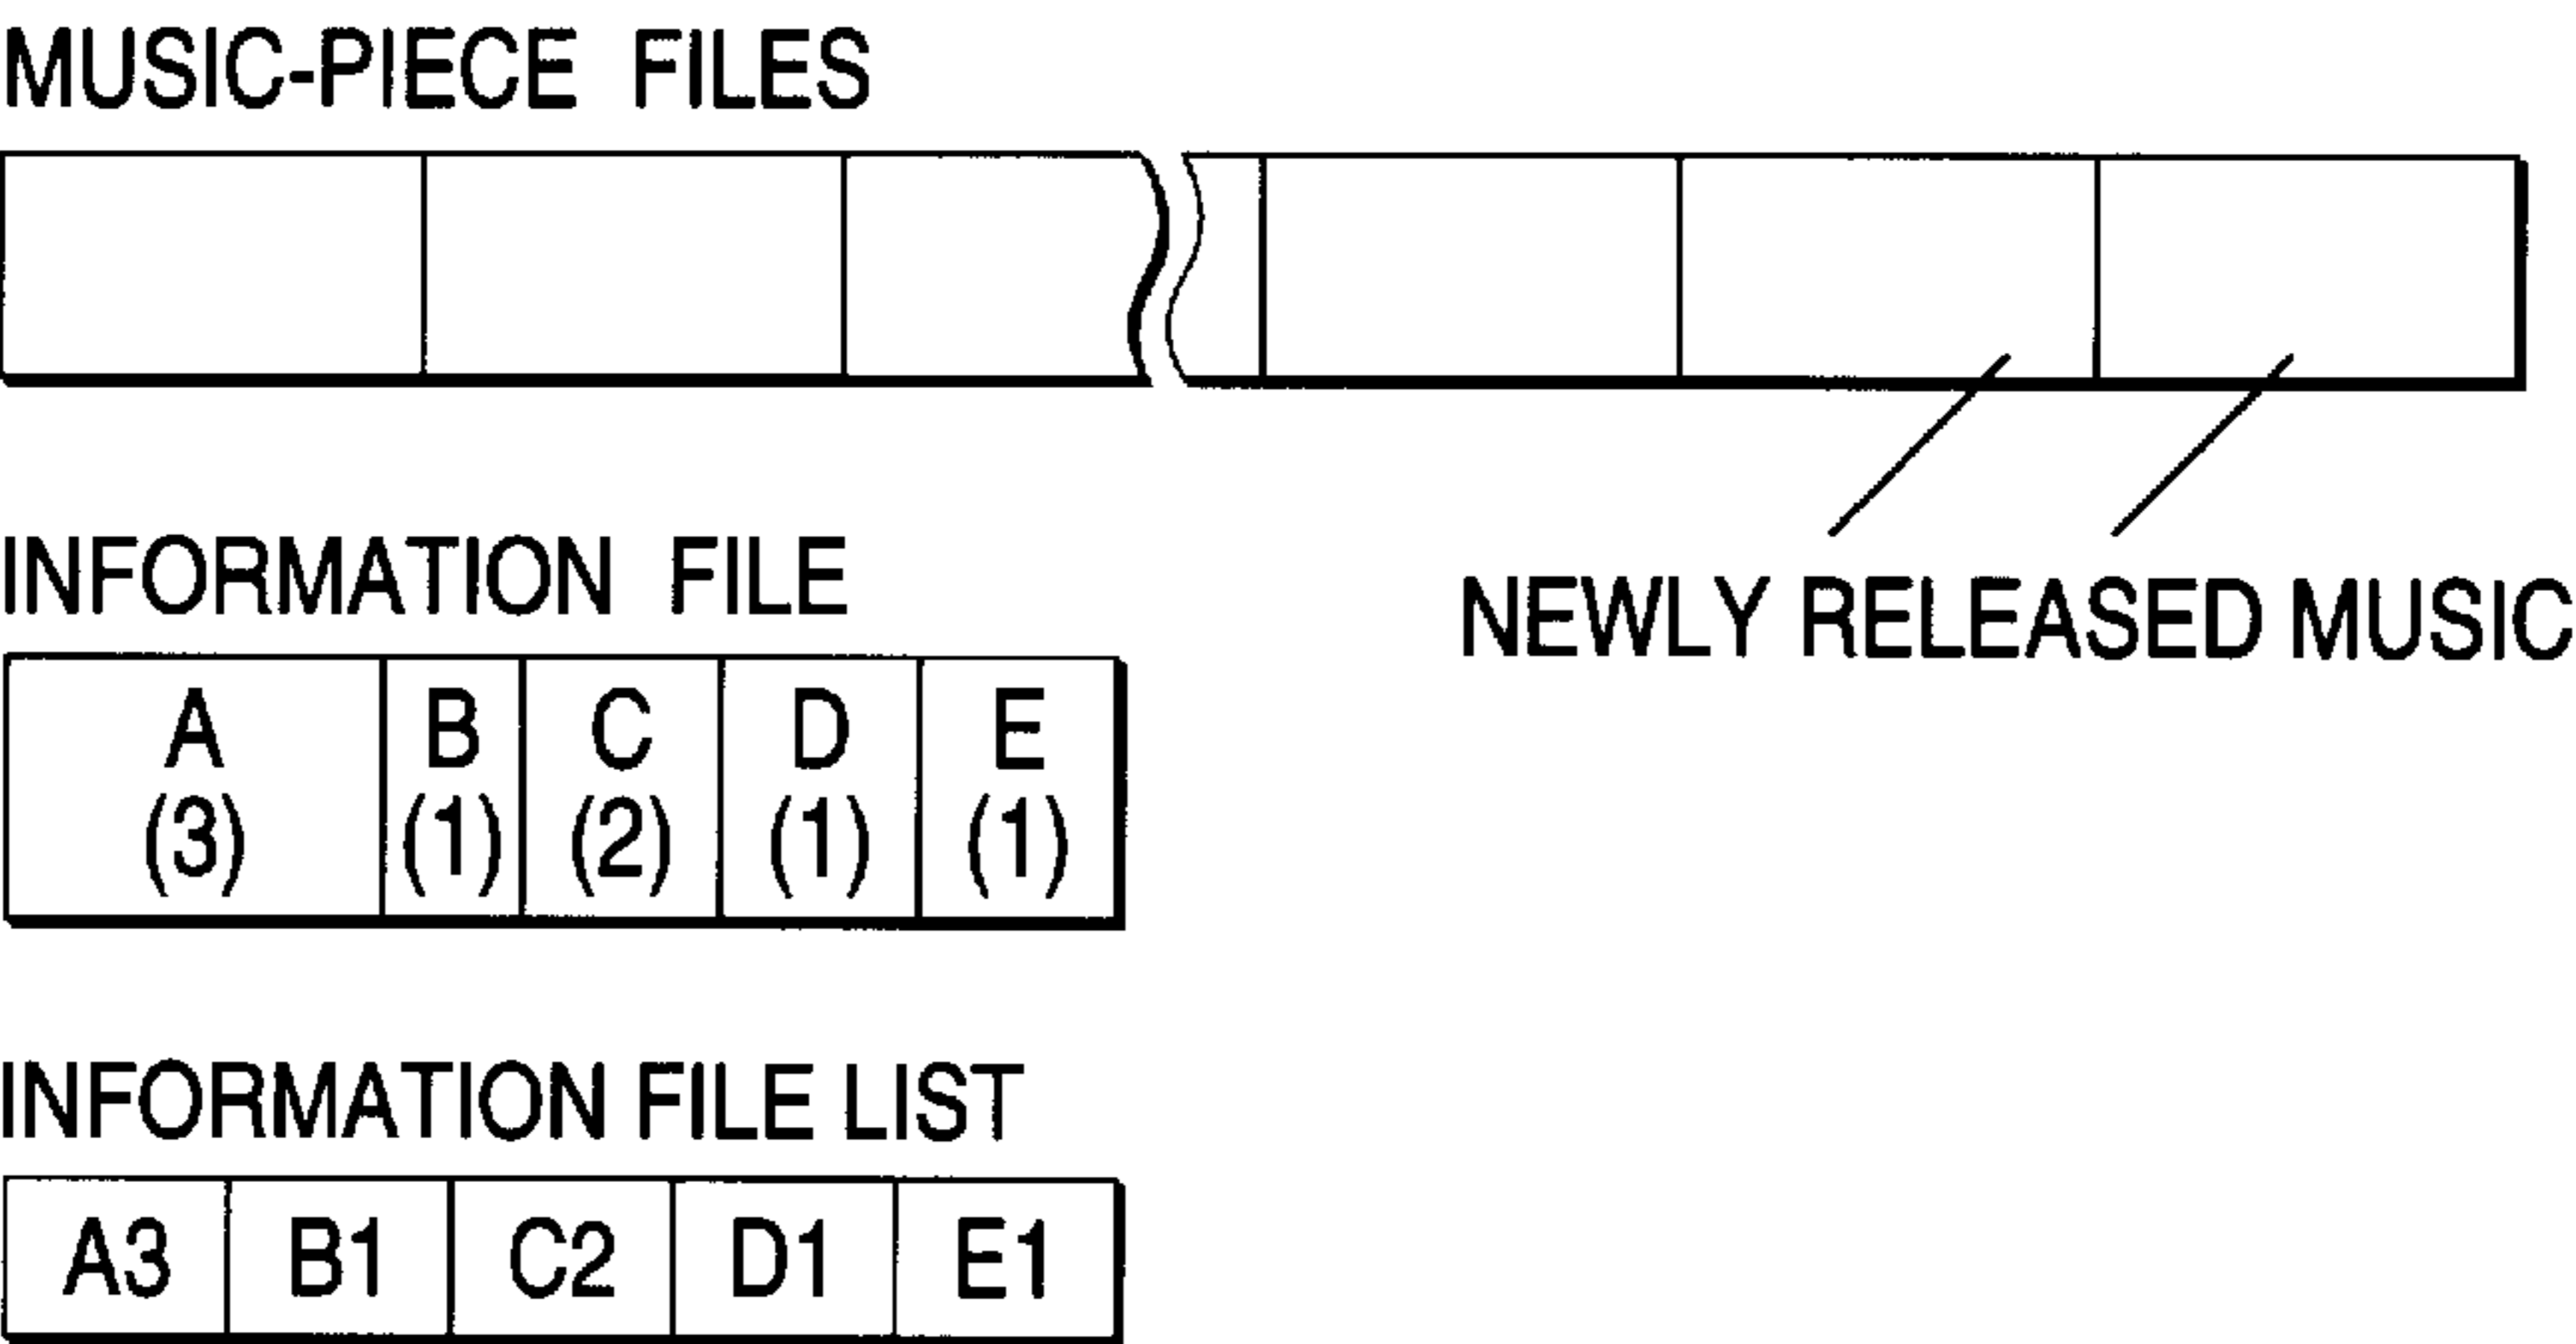 MUSIC-PIECE FILES
NEWLY RELEASED MUSIC
INFORMATION FILE
A B C D E
(3) (1) (2) (1) (1)
INFORMATION FILE LIST
A3 B1 C2 D1 E1